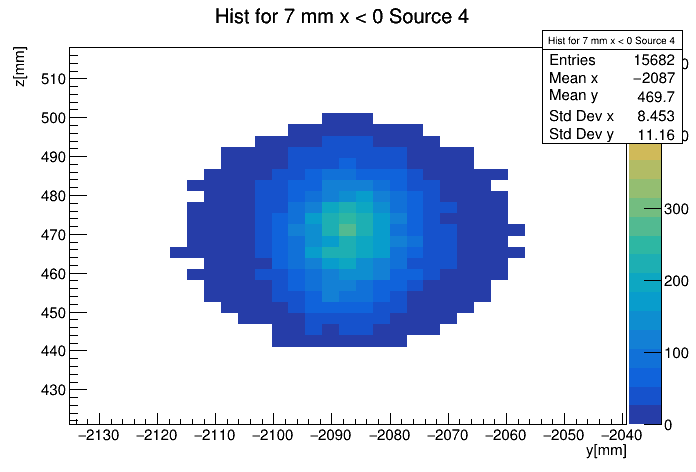 Hist for 7 mm x < 0 Source 4
z[mm]
Hist for 7 mm x < 0 Source 4
Entries 15682
Mean x −2087
Mean y 469.7
Std Dev x 8.453
Std Dev y 11.16
510
500
490
480
470
460
450
440
430
300
200
100
0
−2130 −2120 −2110 −2100 −2090 −2080 −2070 −2060 −2050 −2040
y[mm]